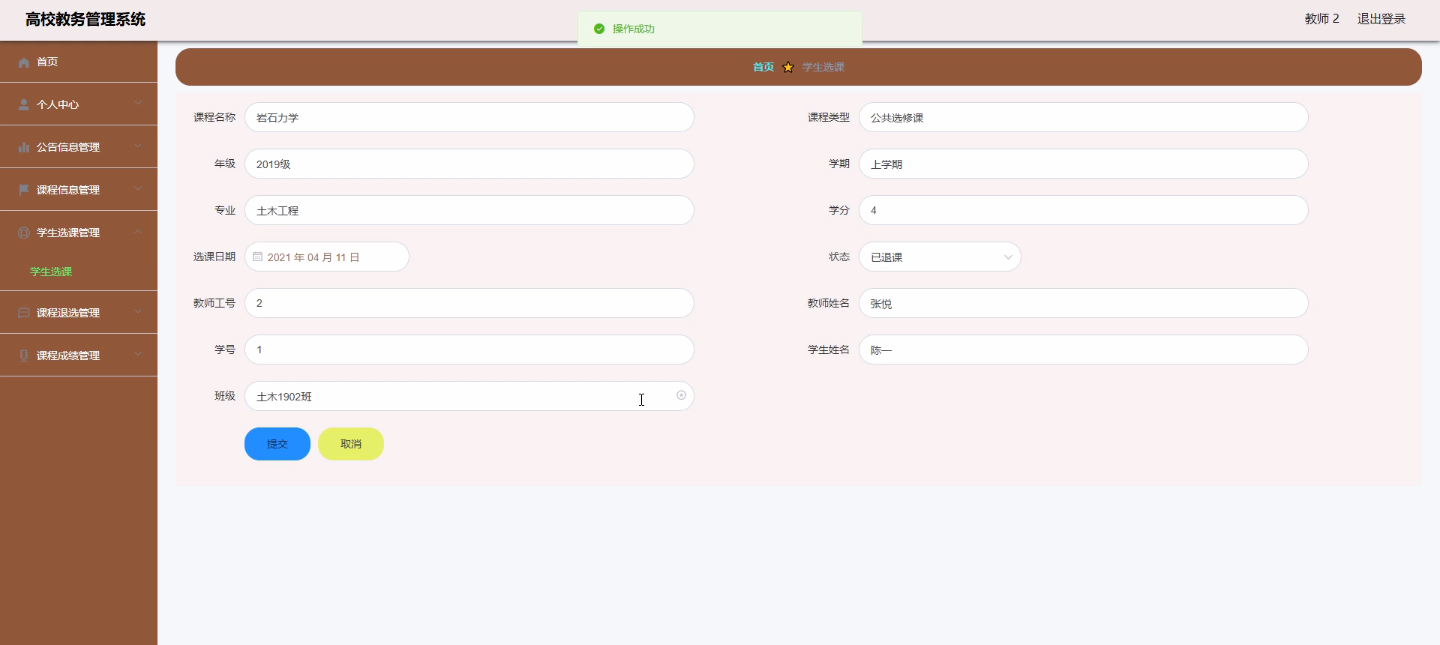 高校教务管理系统
操作成功
教师 2 退出登录
首页
个人中心
公告信息管理
课程信息管理
学生选课管理
学生选课
课程退选管理
课程成绩管理
首页 学生选课
课程名称 岩石力学 课程类型 公共选修课
年级 2019级 学期 上学期
专业 土木工程 学分 4
选课日期 2021 年 04 月 11 日 状态 已退课
教师工号 2 教师姓名 张悦
学号 1 学生姓名 陈一
班级 土木1902班
提交 取消